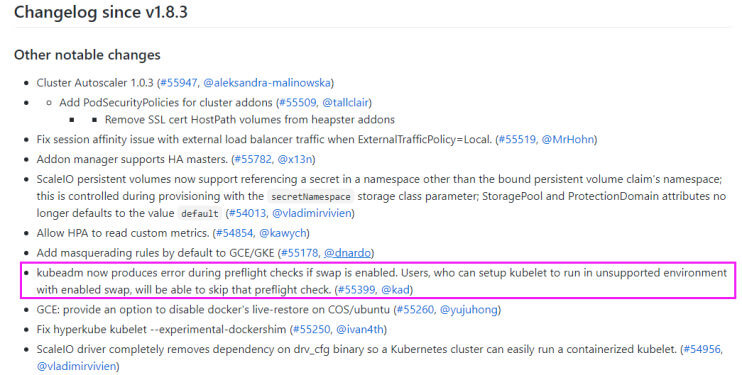 Changelog since v1.8.3
Other notable changes
Cluster Autoscaler 1.0.3 (#55947, @aleksandra-malinowska)
Add PodSecurityPolicies for cluster addons (#55509, @tallclair)
Remove SSL cert HostPath volumes from heapster addons
Fix session affinity issue with external load balancer traffic when ExternalTrafficPolicy=Local. (#55519, @MrHohn)
Addon manager supports HA masters. (#55782, @x13n)
ScaleIO persistent volumes now support referencing a secret in a namespace other than the bound persistent volume claim's namespace;
this is controlled during provisioning with the secretNamespace storage class parameter; StoragePool and ProtectionDomain attributes no
longer defaults to the value default (#54013, @vladimirvivien)
Allow HPA to read custom metrics. (#54854, @kawych)
Add masquerading rules by default to GCE/GKE (#55178, @dnardo)
kubeadm now produces error during preflight checks if swap is enabled. Users, who can setup kubelet to run in unsupported environment
with enabled swap, will be able to skip that preflight check. (#55399, @kad)
GCE: provide an option to disable docker's live-restore on COS/ubuntu (#55260, @yujuhong)
Fix hyperkube kubelet --experimental-dockershim (#55250, @ivan4th)
ScaleIO driver completely removes dependency on drv_cfg binary so a Kubernetes cluster can easily run a containerized kubelet. (#54956,
@vladimirvivien)